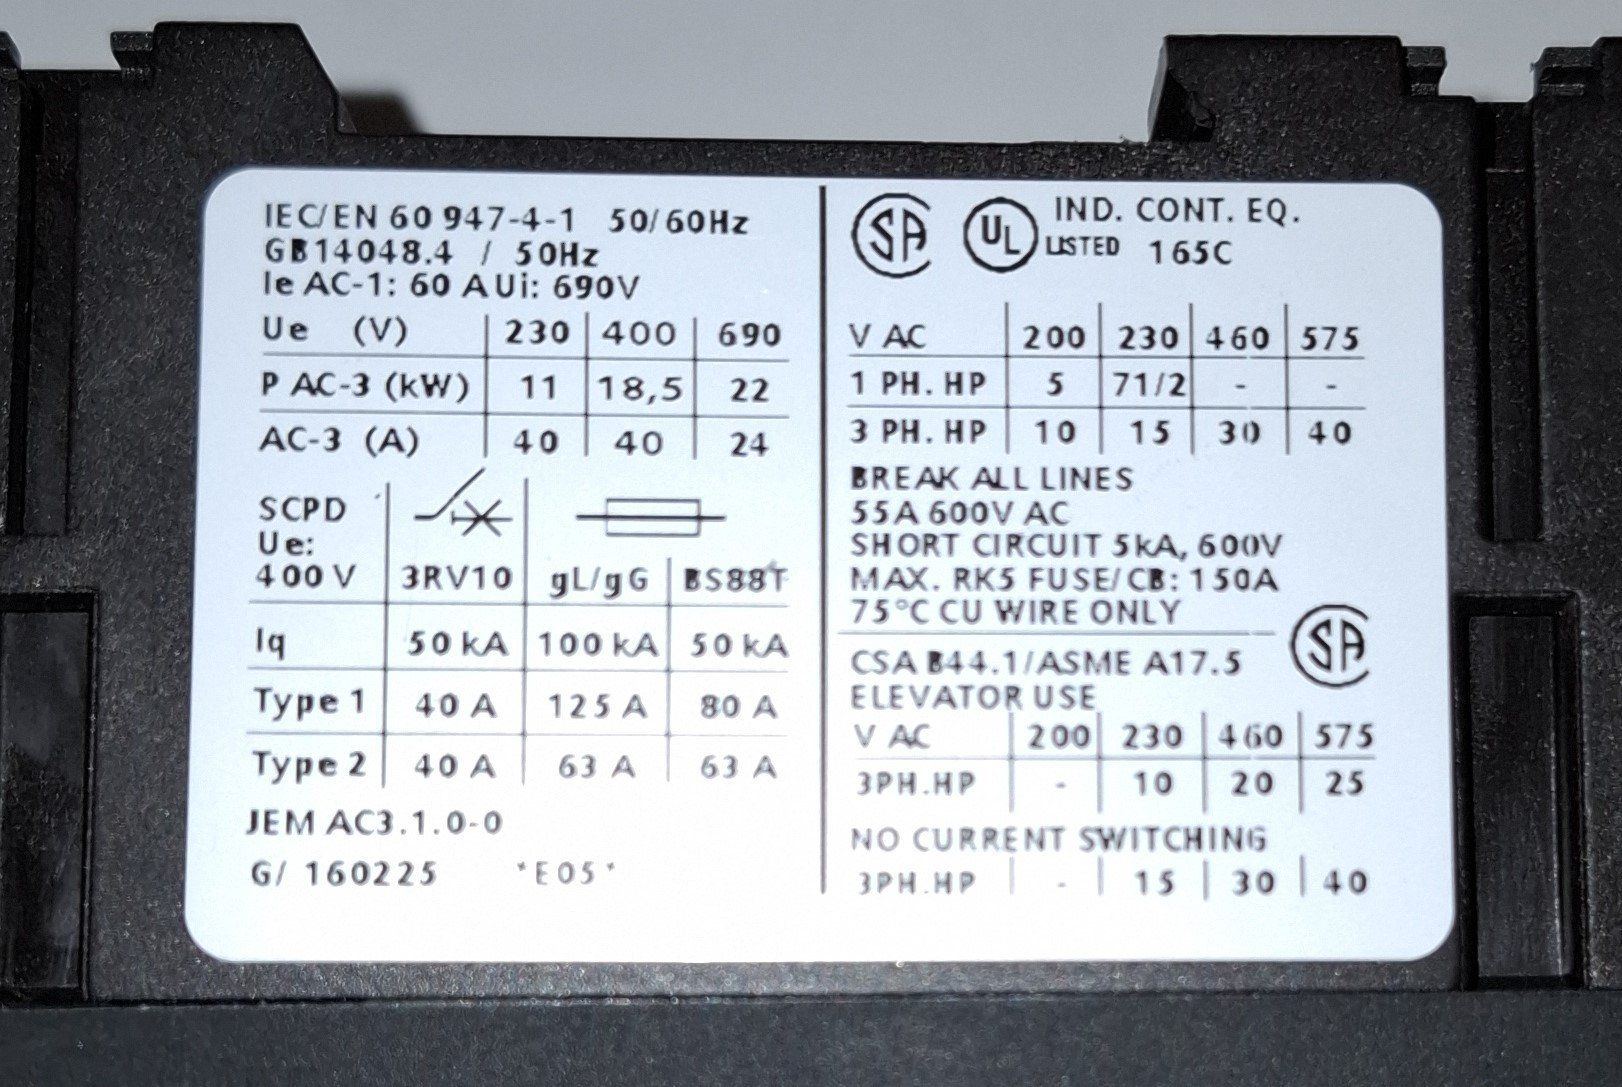 IEC/EN 60 947-4-1 50/60Hz
GB14048.4 / 50Hz
Ie AC-1: 60 A Ui: 690V
Ue (V) 230 400 690
P AC-3 (kW) 11 18,5 22
AC-3 (A) 40 40 24
SCPD
Ue:
400 V 3RV10 gL/gG BS88T
Iq 50 kA 100 kA 50 kA
Type 1 40 A 125 A 80 A
Type 2 40 A 63 A 63 A
JEM AC3.1.0-0
G/ 160225 *E05*
SA UL IND. CONT. EQ.
LISTED 165C
V AC 200 230 460 575
1 PH. HP 5 71/2 - -
3 PH. HP 10 15 30 40
BREAK ALL LINES
55A 600V AC
SHORT CIRCUIT 5kA, 600V
MAX. RK5 FUSE/CB: 150A
75°C CU WIRE ONLY
SA
CSA B44.1/ASME A17.5
ELEVATOR USE
V AC 200 230 460 575
3PH.HP - 10 20 25
NO CURRENT SWITCHING
3PH.HP - 15 30 40